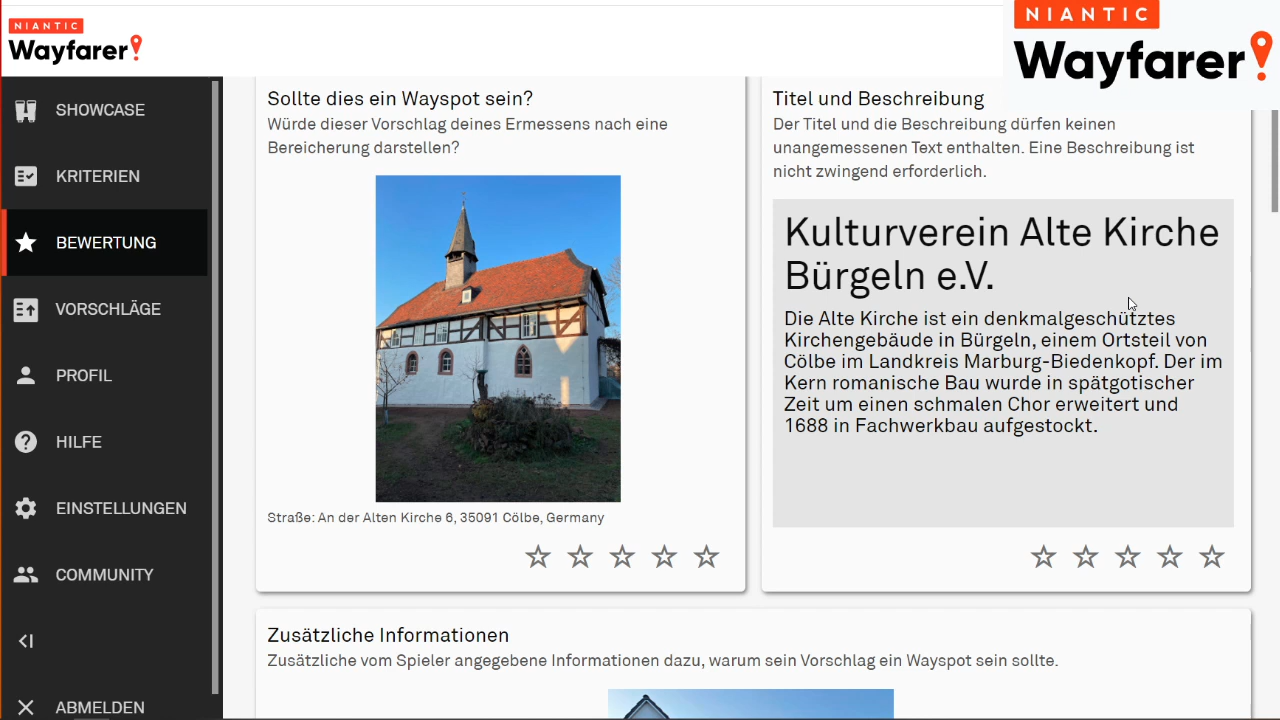 NIANTIC
Wayfarer
NIANTIC
Wayfarer
SHOWCASE
KRITERIEN
BEWERTUNG
VORSCHLÄGE
PROFIL
HILFE
EINSTELLUNGEN
COMMUNITY
ABMELDEN
Sollte dies ein Wayspot sein?
Würde dieser Vorschlag deines Ermessens nach eine
Bereicherung darstellen?
Straße: An der Alten Kirche 6, 35091 Cölbe, Germany
Titel und Beschreibung
Der Titel und die Beschreibung dürfen keinen
unangemessenen Text enthalten. Eine Beschreibung ist
nicht zwingend erforderlich.
Kulturverein Alte Kirche
Bürgeln e.V.
Die Alte Kirche ist ein denkmalgeschütztes
Kirchengebäude in Bürgeln, einem Ortsteil von
Cölbe im Landkreis Marburg-Biedenkopf. Der im
Kern romanische Bau wurde in spätgotischer
Zeit um einen schmalen Chor erweitert und
1688 in Fachwerkbau aufgestockt.
Zusätzliche Informationen
Zusätzliche vom Spieler angegebene Informationen dazu, warum sein Vorschlag ein Wayspot sein sollte.